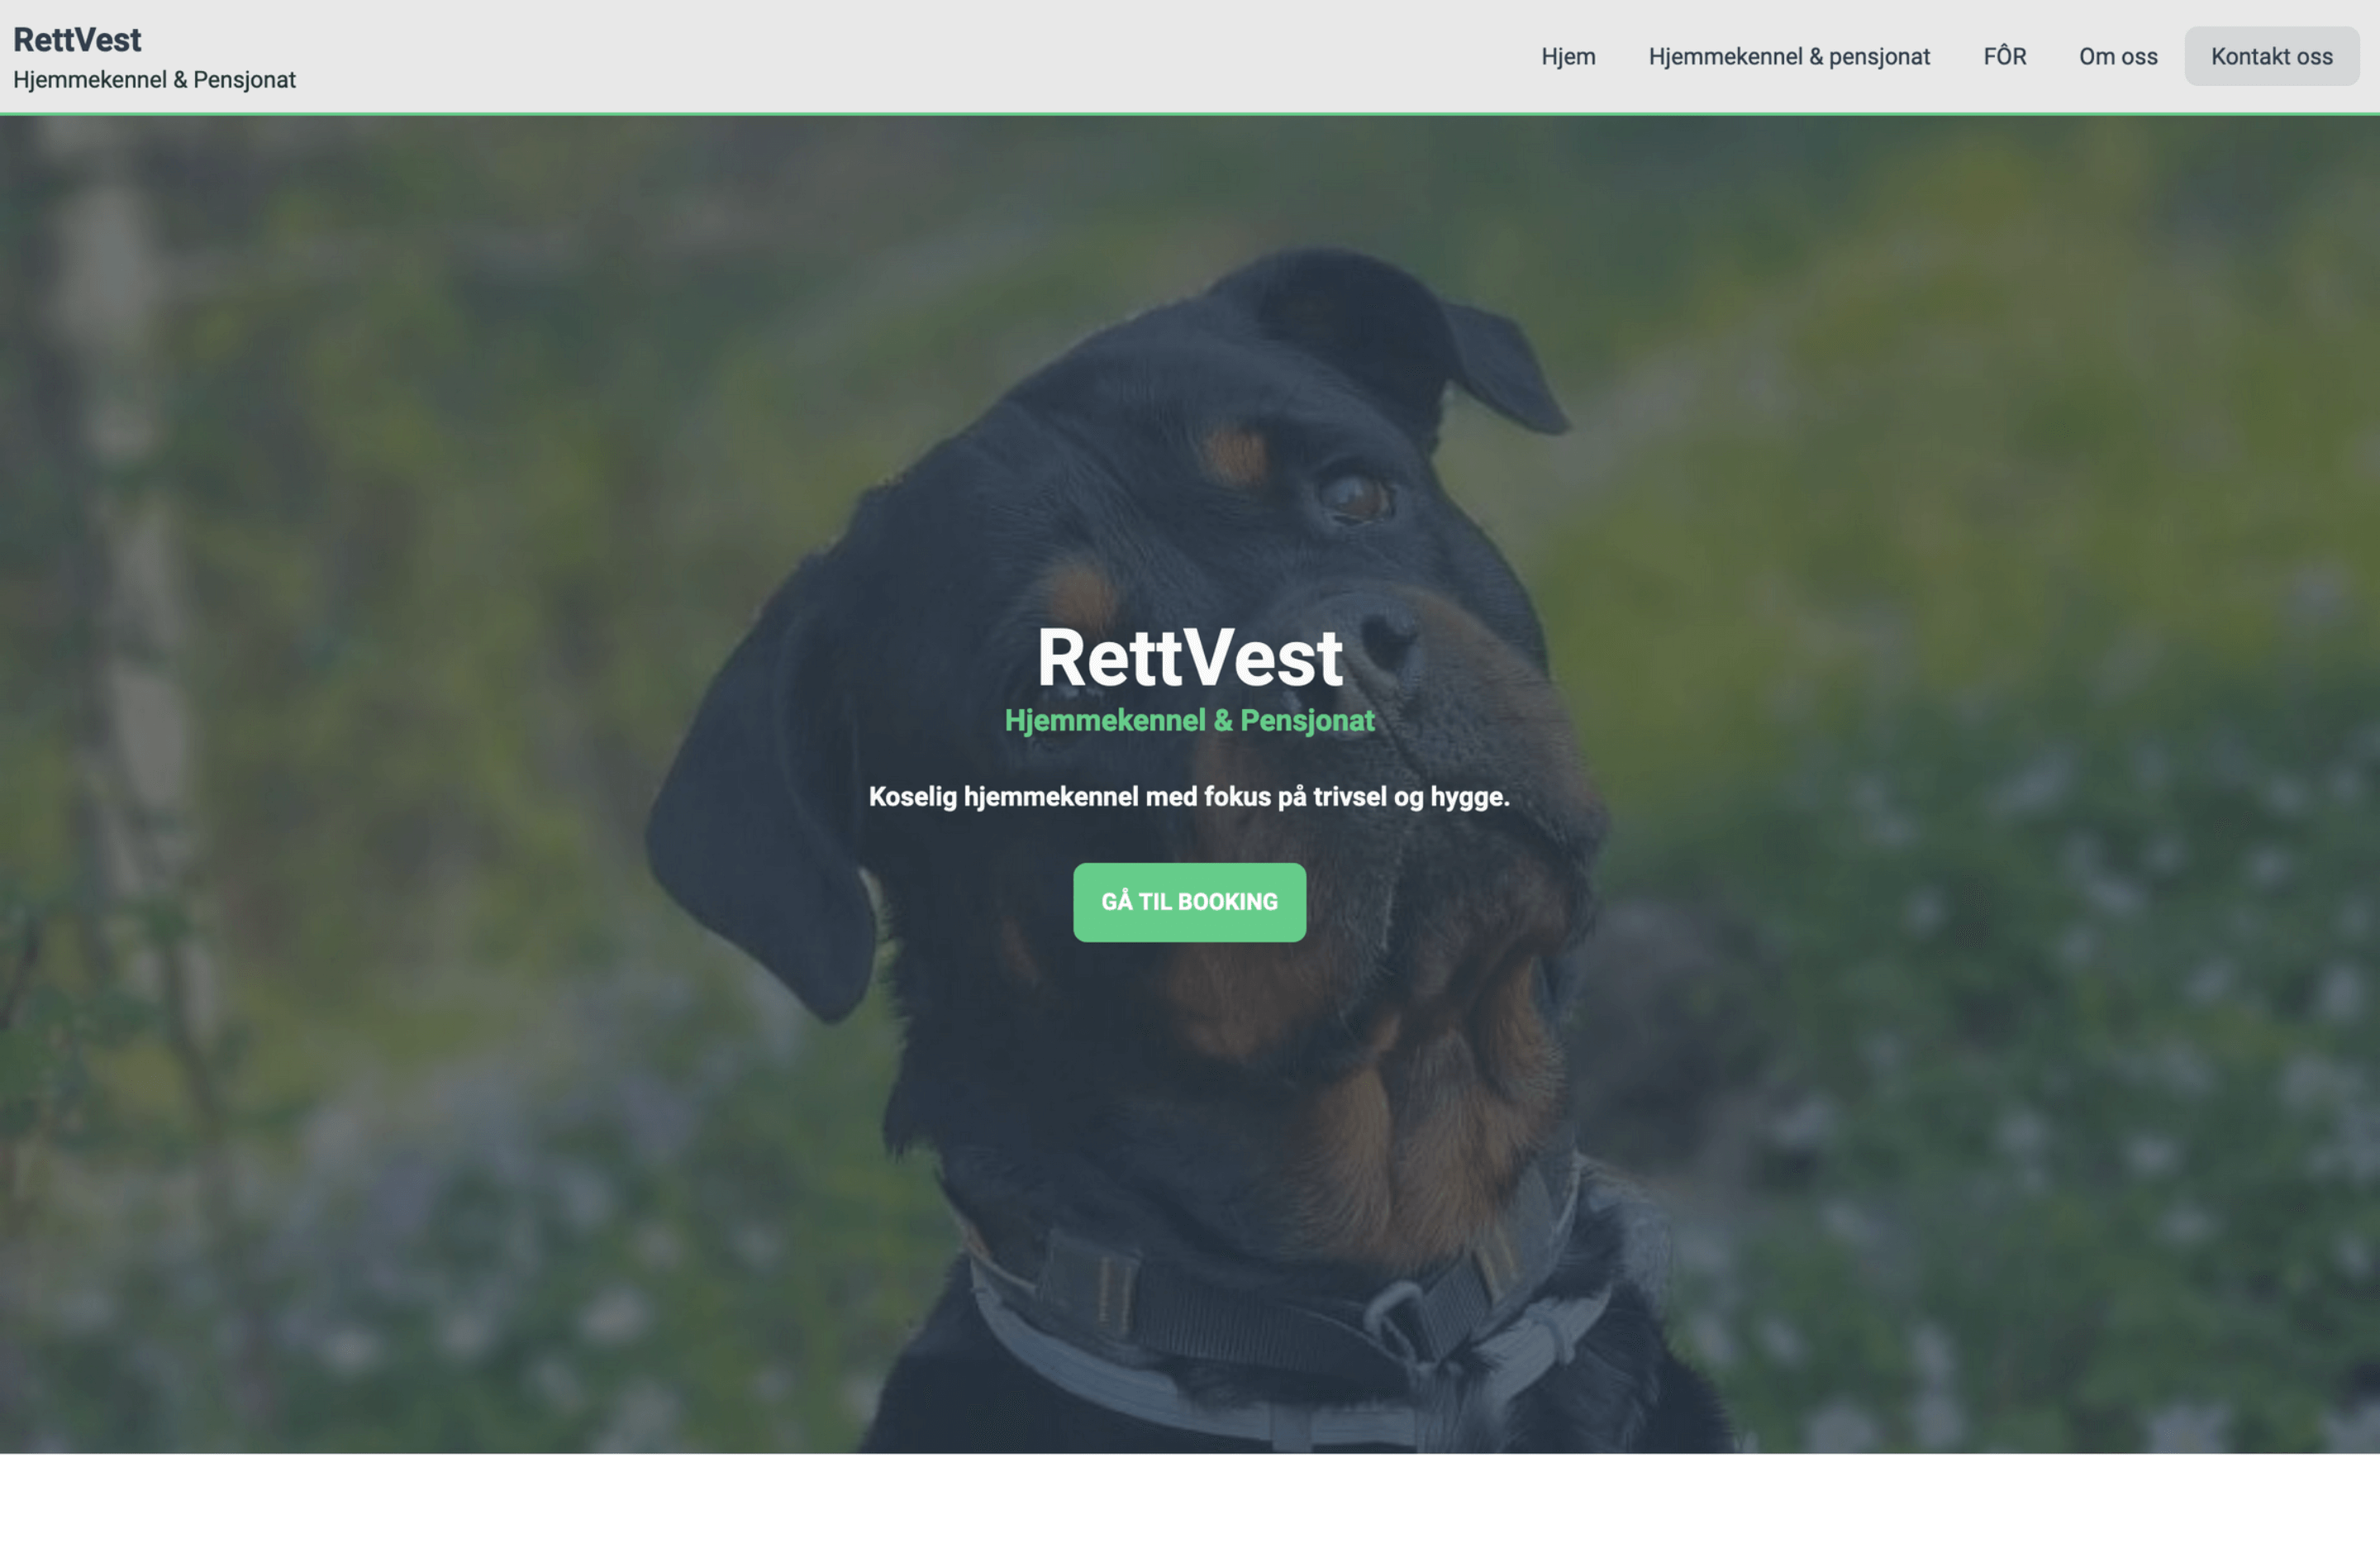 RettVest
Hjemmekennel & Pensjonat
Hjem
Hjemmekennel & pensjonat
FÔR
Om oss
Kontakt oss
RettVest
Hjemmekennel & Pensjonat
Koselig hjemmekennel med fokus på trivsel og hygge.
GÅ TIL BOOKING